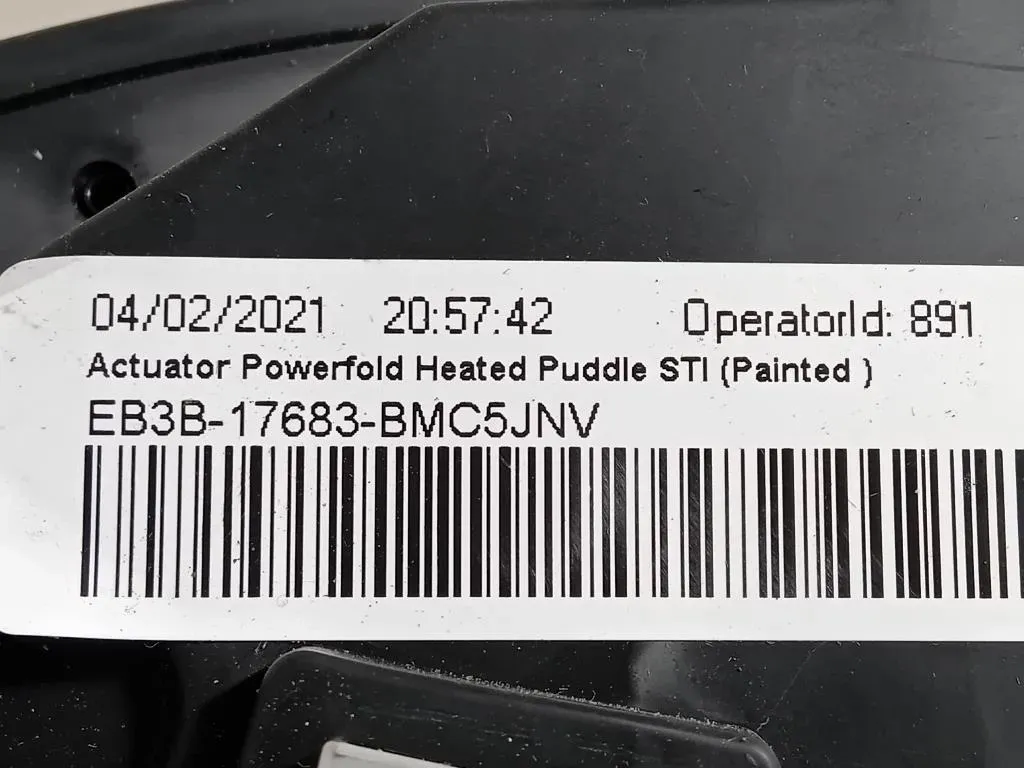 04/02/2021 20:57:42 OperatorId: 891
Actuator Powerfold Heated Puddle STI (Painted )
EB3B-17683-BMC5JNV